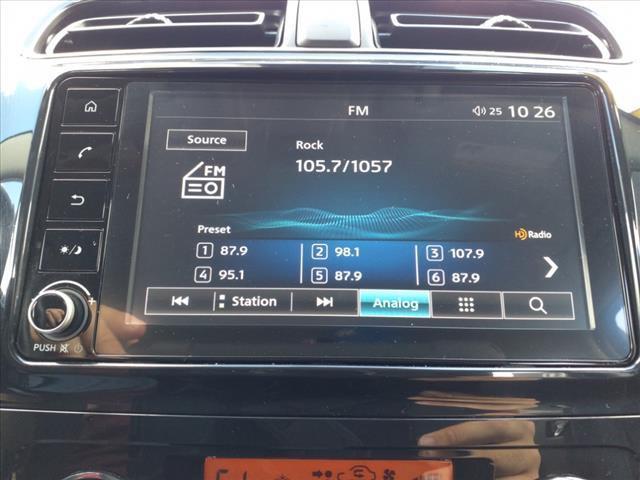 FM 25 10 26
Source
Rock
FM 105.7/1057
Preset HD Radio
1 87.9 2 98.1 3 107.9
4 95.1 5 87.9 6 87.9
Station Analog
PUSH